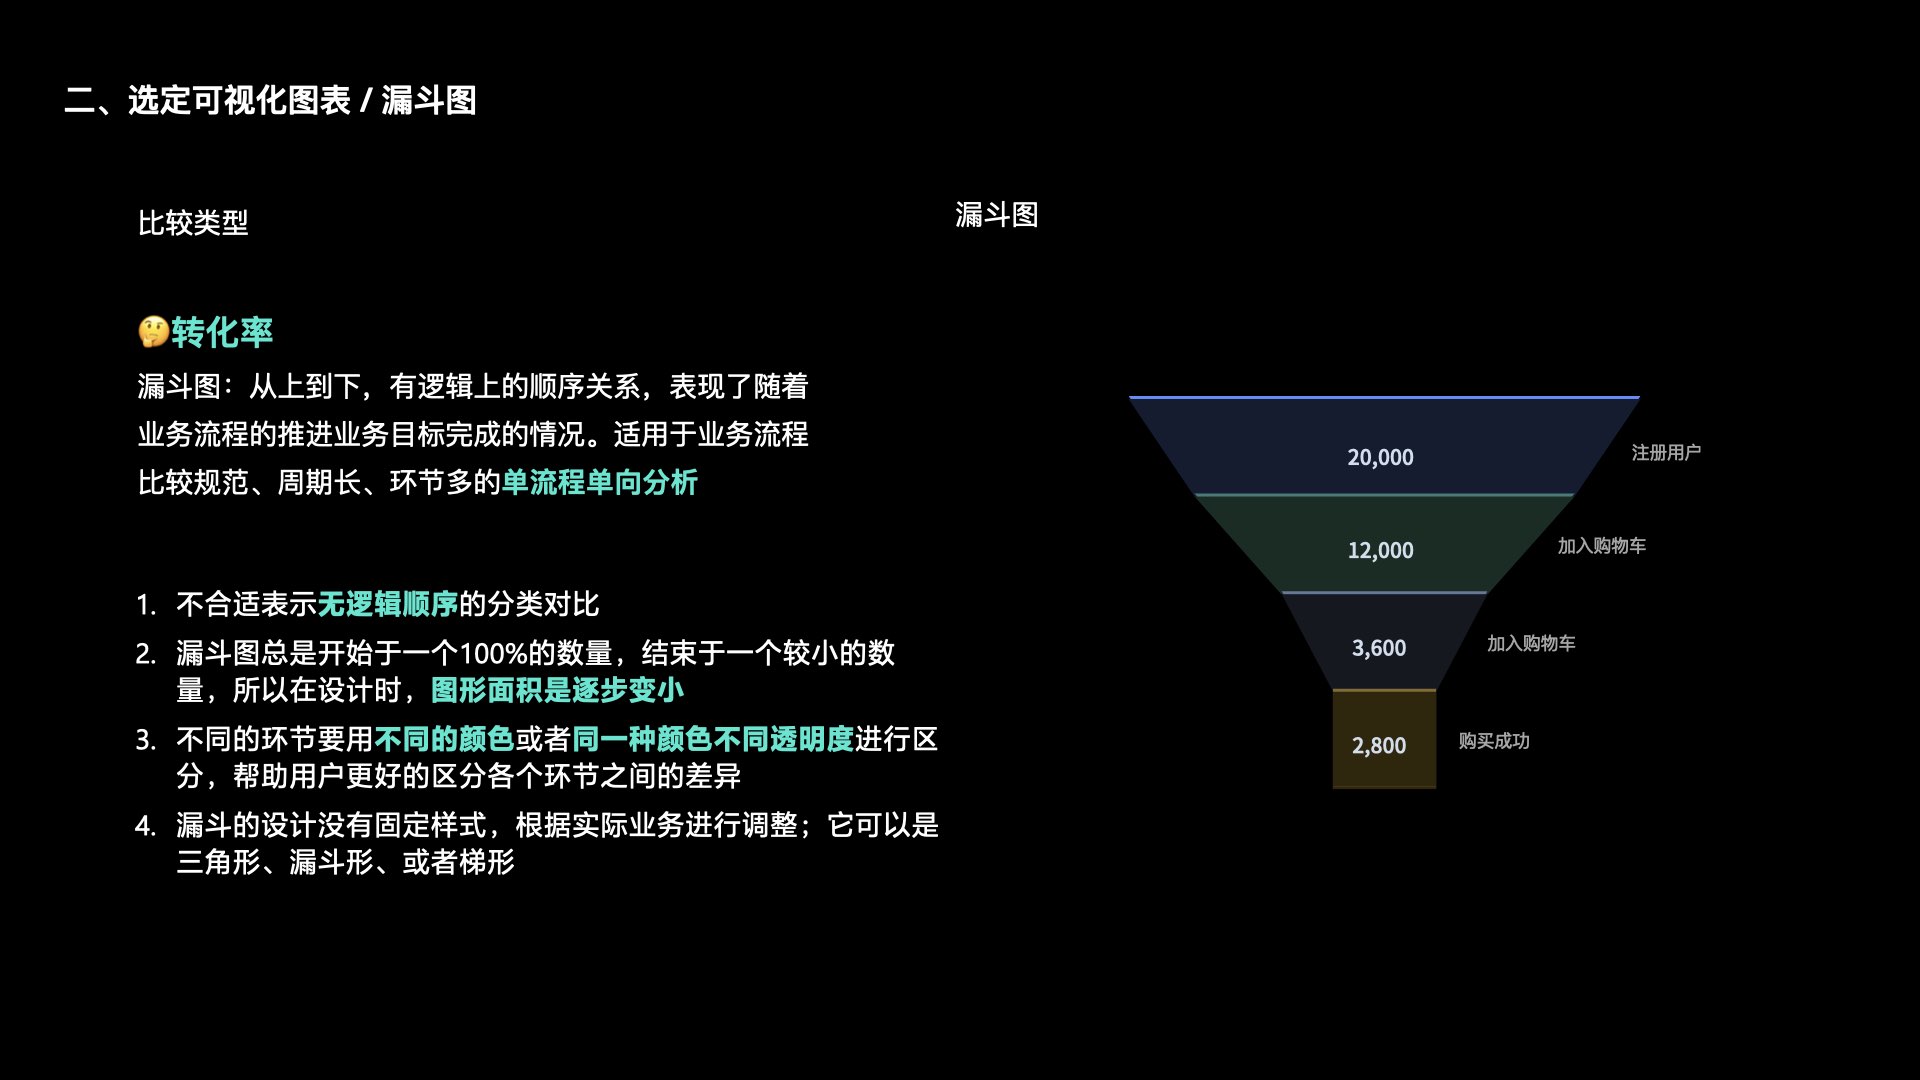 二、选定可视化图表 / 漏斗图
比较类型
漏斗图
🤔转化率
漏斗图：从上到下，有逻辑上的顺序关系，表现了随着
业务流程的推进业务目标完成的情况。适用于业务流程
比较规范、周期长、环节多的单流程单向分析
1. 不合适表示无逻辑顺序的分类对比
2. 漏斗图总是开始于一个100%的数量，结束于一个较小的数
量，所以在设计时，图形面积是逐步变小
3. 不同的环节要用不同的颜色或者同一种颜色不同透明度进行区
分，帮助用户更好的区分各个环节之间的差异
4. 漏斗的设计没有固定样式，根据实际业务进行调整；它可以是
三角形、漏斗形、或者梯形
20,000
注册用户
12,000
加入购物车
3,600
加入购物车
2,800
购买成功